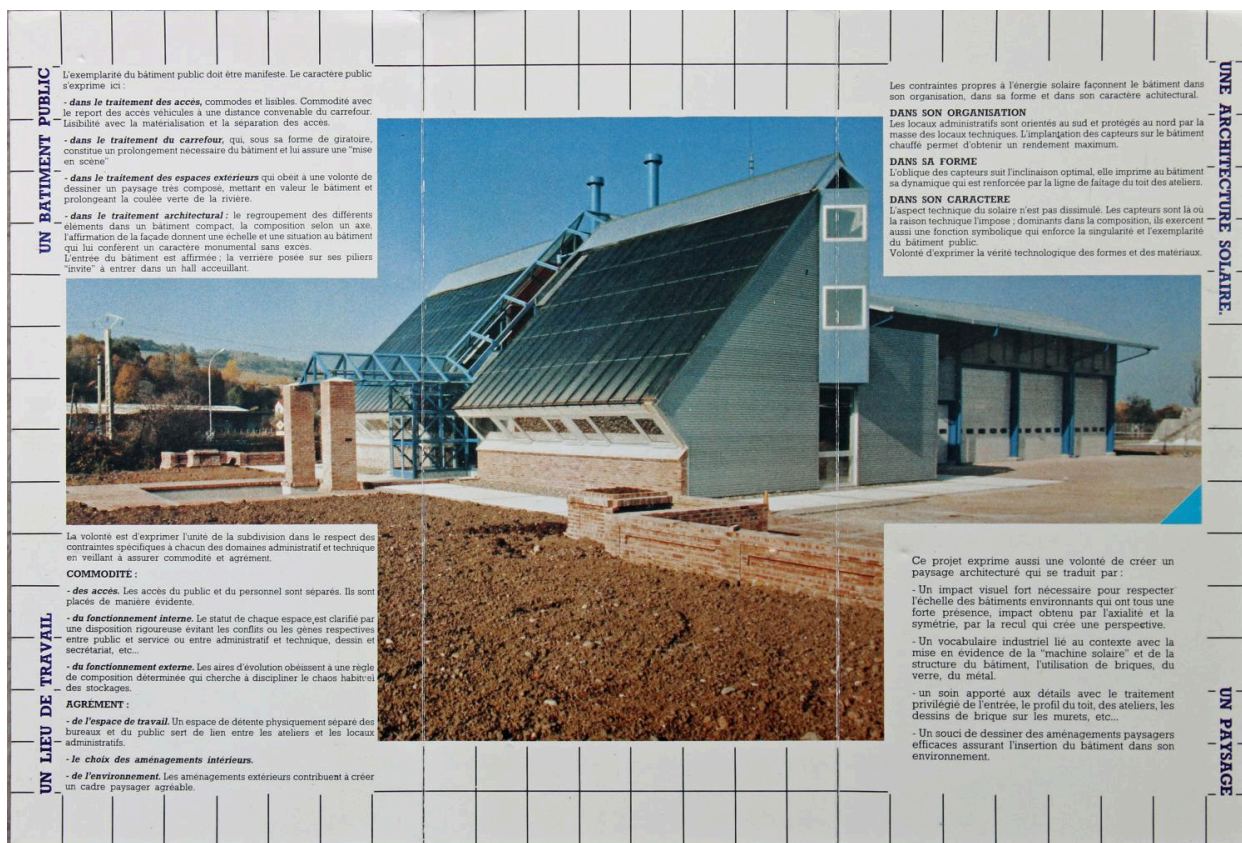 UN BATIMENT PUBLIC
L'exemplarité du bâtiment public doit être manifeste. Le caractère public
s'exprime ici :
- dans le traitement des accés, commodes et lisibles. Commodité avec
le report des accès véhicules à une distance convenable du carrefour.
Lisibilité avec la matérialisation et la séparation des accès.
- dans le traitement du carrefour, qui, sous sa forme de giratoire,
constitue un prolongement nécessaire du bâtiment et lui assure une "mise
en scène"
- dans le traitement des espaces extérieurs qui obéit à une volonté de
dessiner un paysage très composé, mettant en valeur le bâtiment et
prolongeant la coulée verte de la rivière.
- dans le traitement architectural : le regroupement des différents
éléments dans un bâtiment compact, la composition selon un axe,
l'affirmation de la façade donnent une échelle et une situation au bâtiment
qui lui confèrent un caractère monumental sans excès.
L'entrée du bâtiment est affirmée ; la verrière posée sur ses piliers
"invite" à entrer dans un hall acceuillant.
UNE ARCHITECTURE SOLAIRE.
Les contraintes propres à l'énergie solaire façonnent le bâtiment dans
son organisation, dans sa forme et dans son caractère achitectural.
DANS SON ORGANISATION
Les locaux administratifs sont orientés au sud et protégés au nord par la
masse des locaux techniques. L'implantation des capteurs sur le bâtiment
chauffé permet d'obtenir un rendement maximum.
DANS SA FORME
L'oblique des capteurs suit l'inclinaison optimal, elle imprime au bâtiment
sa dynamique qui est renforcée par la ligne de faitage du toit des ateliers.
DANS SON CARACTERE
L'aspect technique du solaire n'est pas dissimulé. Les capteurs sont là où
la raison technique l'impose ; dominants dans la composition, ils exercent
aussi une fonction symbolique qui enforce la singularité et l'exemplarité
du bâtiment public.
Volonté d'exprimer la vérité technologique des formes et des matériaux.
UN LIEU DE TRAVAIL
La volonté est d'exprimer l'unité de la subdivision dans le respect des
contraintes spécifiques à chacun des domaines administratif et technique
en veillant à assurer commodité et agrément.
COMMODITÉ :
- des accès. Les accès du public et du personnel sont séparés. Ils sont
placés de manière évidente.
- du fonctionnement interne. Le statut de chaque espace est clarifié par
une disposition rigoureuse évitant les conflits ou les gènes respectives
entre public et service ou entre administratif et technique, dessin et
secrétariat, etc...
- du fonctionnement externe. Les aires d'évolution obéissent à une règle
de composition déterminée qui cherche à discipliner le chaos habituel
des stockages.
AGRÉMENT :
- de l'espace de travail. Un espace de détente physiquement séparé des
bureaux et du public sert de lien entre les ateliers et les locaux
administratifs.
- le choix des aménagements intérieurs.
- de l'environnement. Les aménagements extérieurs contribuent à créer
un cadre paysager agréable.
UN PAYSAGE
Ce projet exprime aussi une volonté de créer un
paysage architecturé qui se traduit par :
- Un impact visuel fort nécessaire pour respecter
l'échelle des bâtiments environnants qui ont tous une
forte présence, impact obtenu par l'axialité et la
symétrie, par la recul qui crée une perspective.
- Un vocabulaire industriel lié au contexte avec la
mise en évidence de la "machine solaire" et de la
structure du bâtiment, l'utilisation de briques, du
verre, du métal.
- un soin apporté aux détails avec le traitement
privilégié de l'entrée, le profil du toit, des ateliers, les
dessins de brique sur les murets, etc...
- Un souci de dessiner des aménagements paysagers
efficaces assurant l'insertion du bâtiment dans son
environnement.